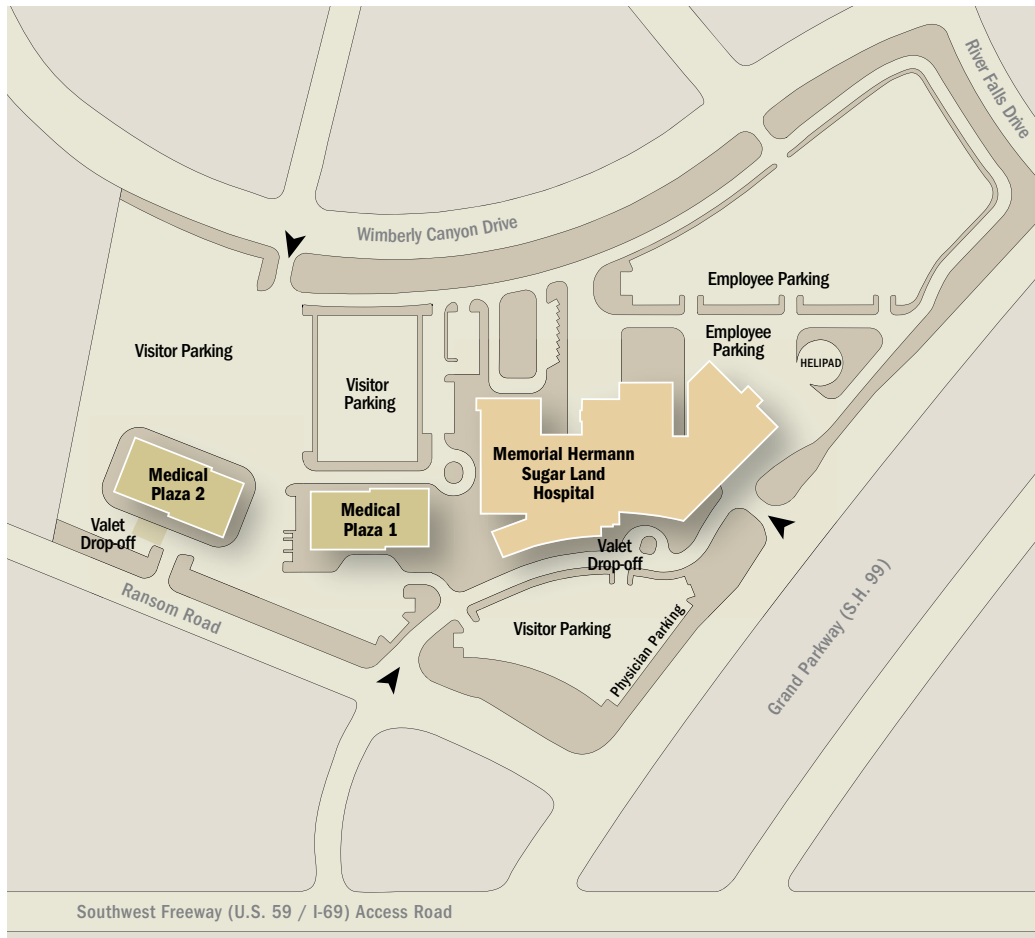 River Falls Drive
Wimberly Canyon Drive
Employee Parking
Employee
Parking
HELIPAD
Visitor Parking
Visitor
Parking
Memorial Hermann
Sugar Land
Hospital
Medical
Plaza 2
Medical
Plaza 1
Valet
Drop-off
Valet
Drop-off
Ransom Road
Visitor Parking
Physician Parking
Grand Parkway (S.H. 99)
Southwest Freeway (U.S. 59 / I-69) Access Road